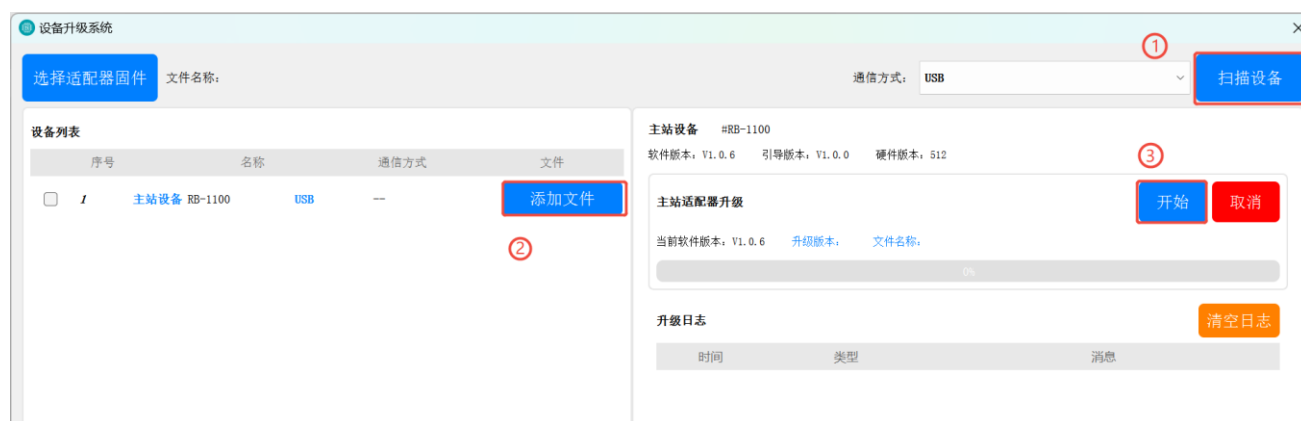 设备升级系统
①
选择适配器固件 文件名称: 通信方式: USB 扫描设备
设备列表
序号 名称 通信方式 文件
1 主站设备 RB-1100 USB -- 添加文件
②
主站设备 #RB-1100
软件版本: V1.0.6 引导版本: V1.0.0 硬件版本: 512
③
主站适配器升级 开始 取消
当前软件版本: V1.0.6 升级版本: 文件名称:
0%
升级日志 清空日志
时间 类型 消息